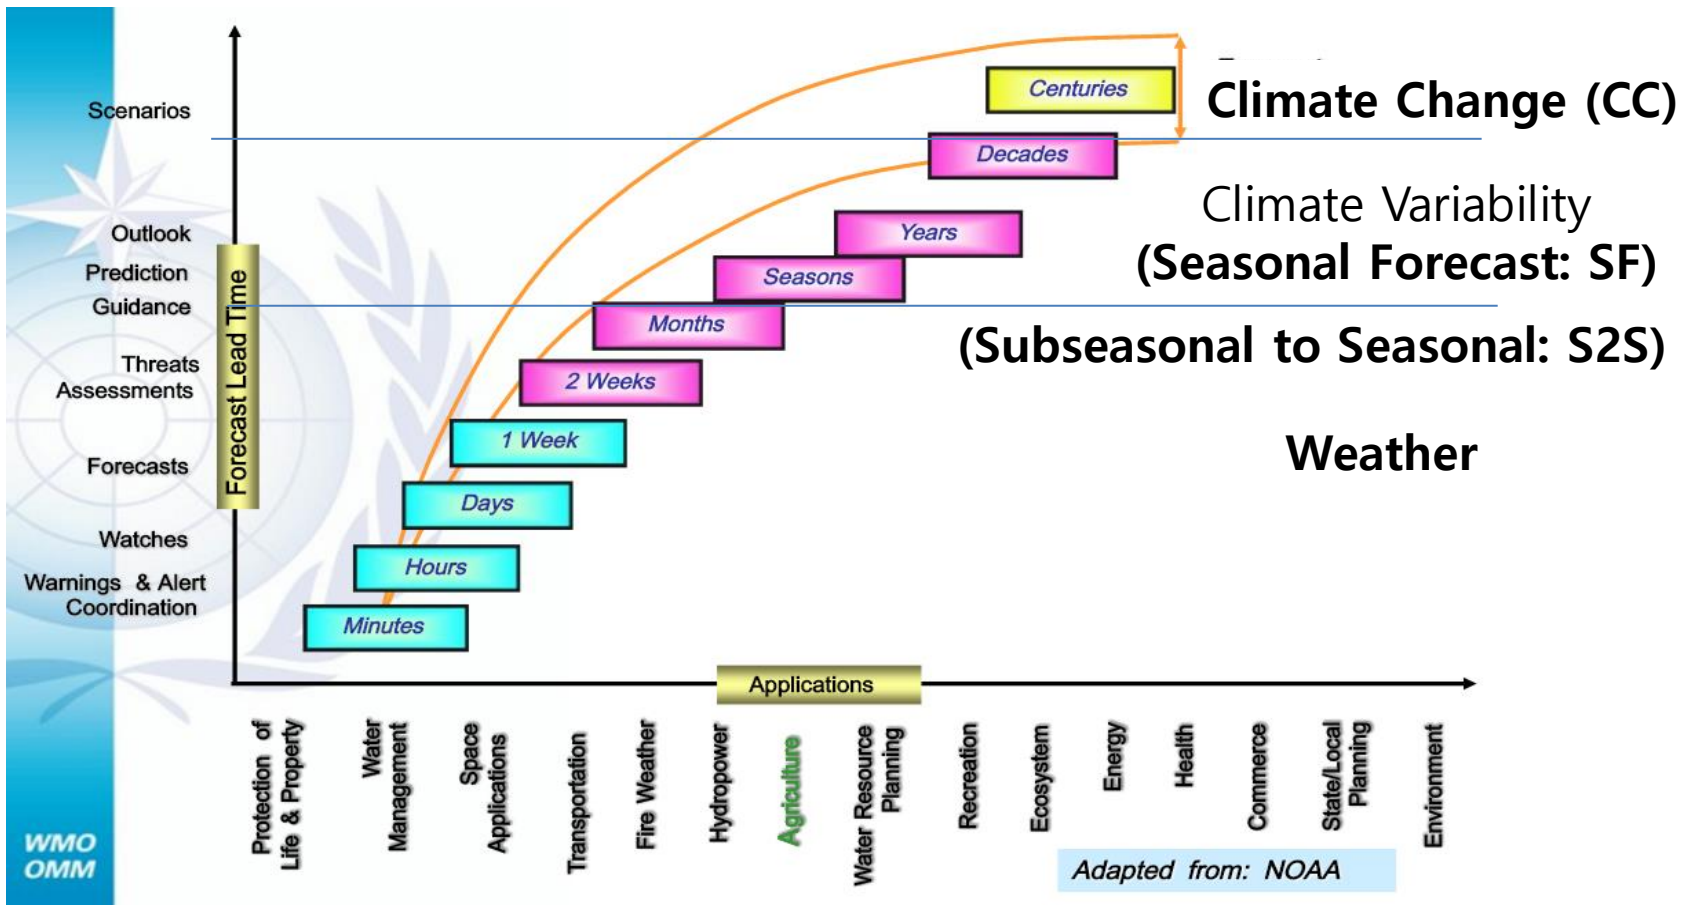 Scenarios
Outlook
Prediction
Guidance
Threats
Assessments
Forecasts
Watches
Warnings & Alert
Coordination
Forecast Lead Time
Centuries
Decades
Years
Seasons
Months
2 Weeks
1 Week
Days
Hours
Minutes
Climate Change (CC)
Climate Variability
(Seasonal Forecast: SF)
(Subseasonal to Seasonal: S2S)
Weather
Applications
Protection of
Life & Property
Water
Management
Space
Applications
Transportation
Fire Weather
Hydropower
Agriculture
Water Resource
Planning
Recreation
Ecosystem
Energy
Health
Commerce
State/Local
Planning
Environment
WMO
OMM
Adapted from: NOAA